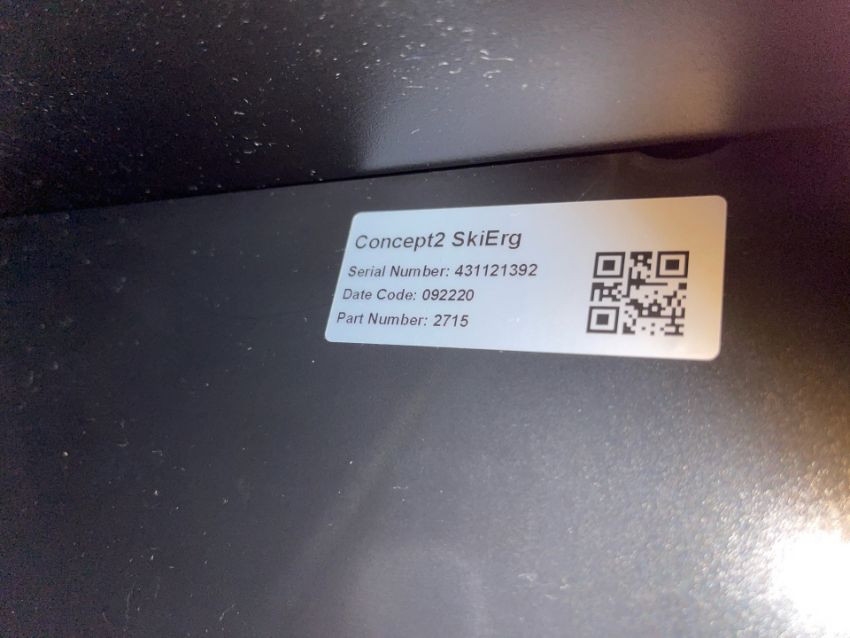 Concept2 SkiErg
Serial Number: 431121392
Date Code: 092220
Part Number: 2715